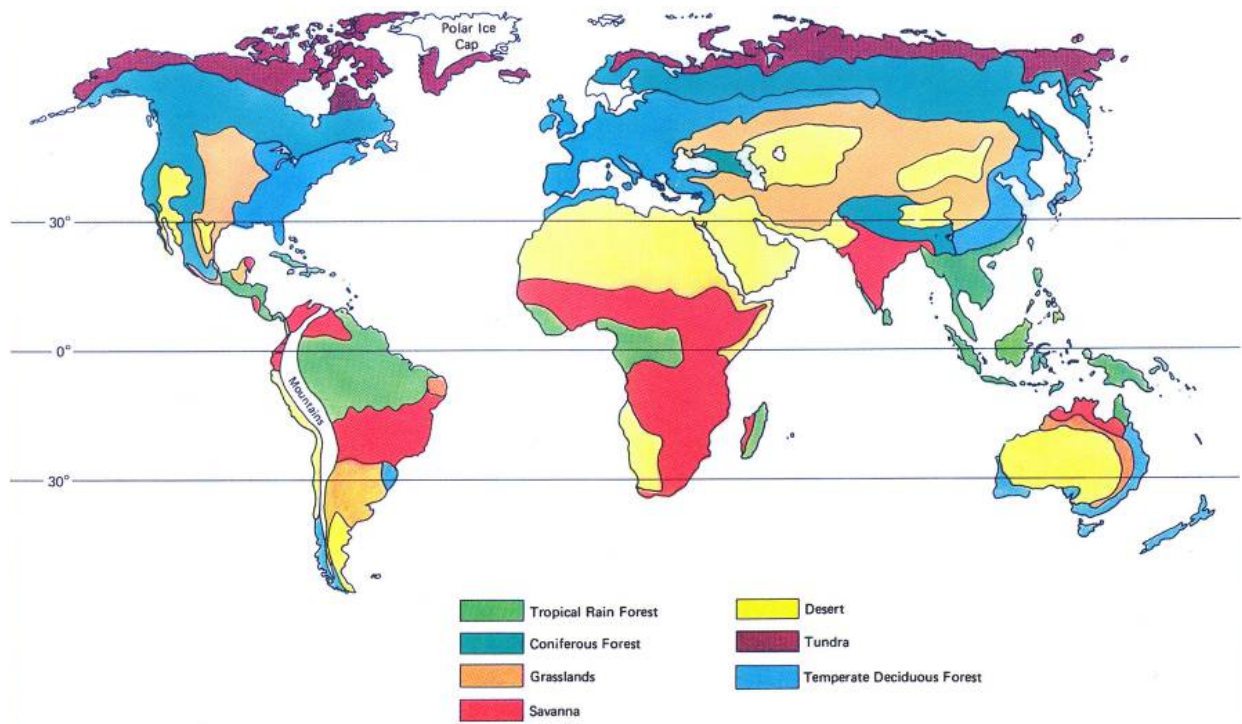 Polar Ice
Cap
30°
0°
Mountains
30°
Tropical Rain Forest
Coniferous Forest
Grasslands
Savanna
Desert
Tundra
Temperate Deciduous Forest